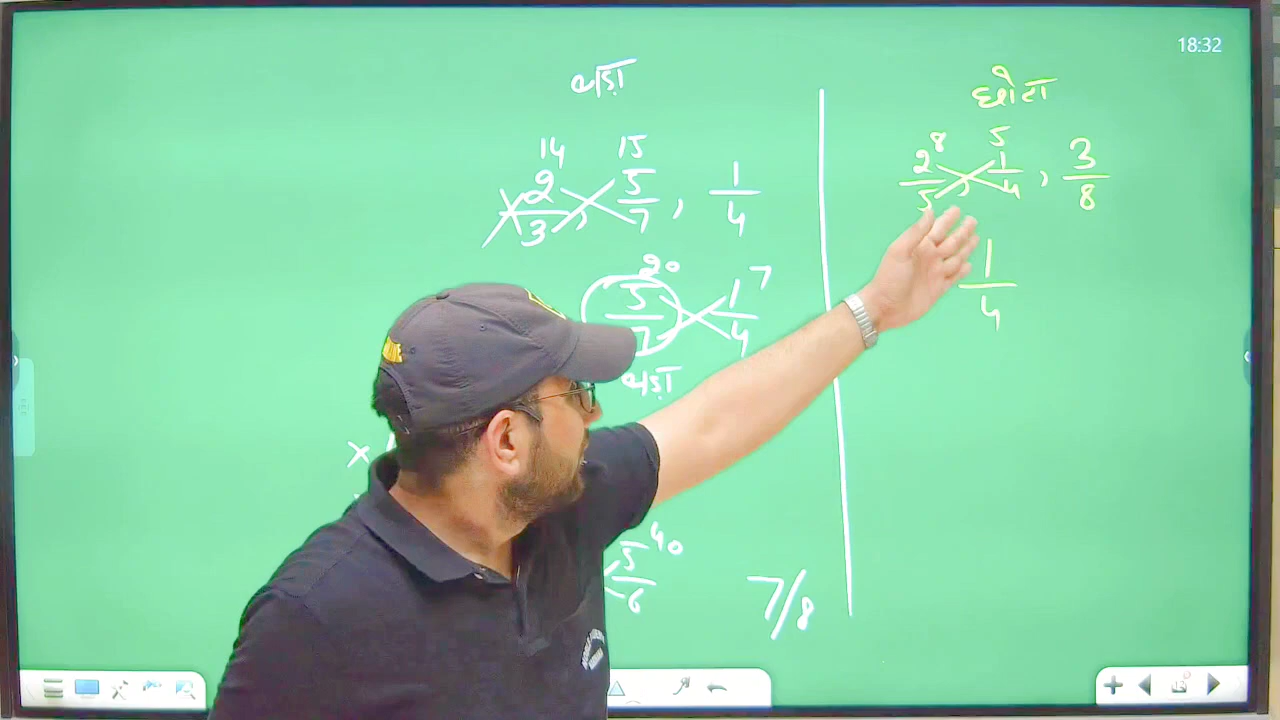 18:32
बड़ा
14 15
2/3, 5/7, 1/4
20 7
5/7 1/4
बड़ा
x
5/6 40
7/8
छोटा
8 5
2/5, 1/4, 3/8
1/4